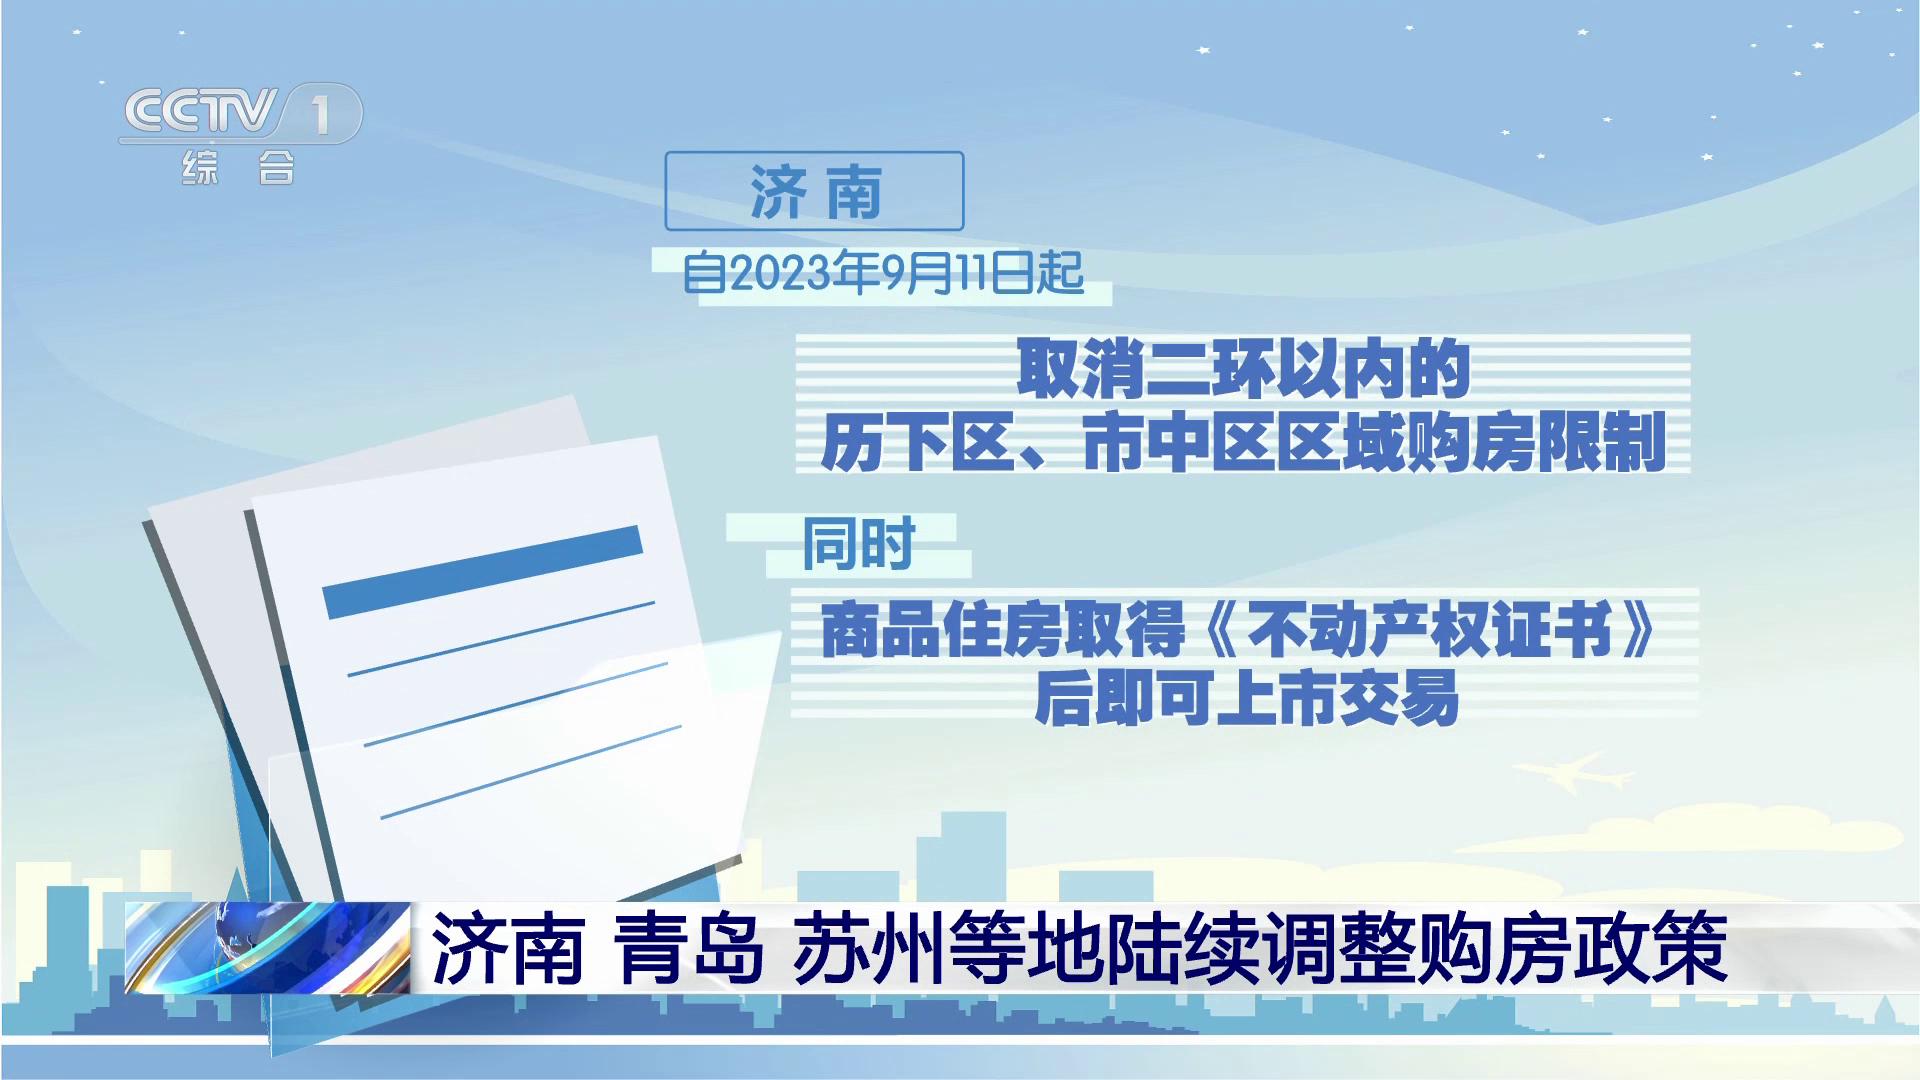 CCTV 1
综 合
济南
自2023年9月11日起
取消二环以内的
历下区、市中区区域购房限制
同时
商品住房取得《不动产权证书》
后即可上市交易
济南 青岛 苏州等地陆续调整购房政策